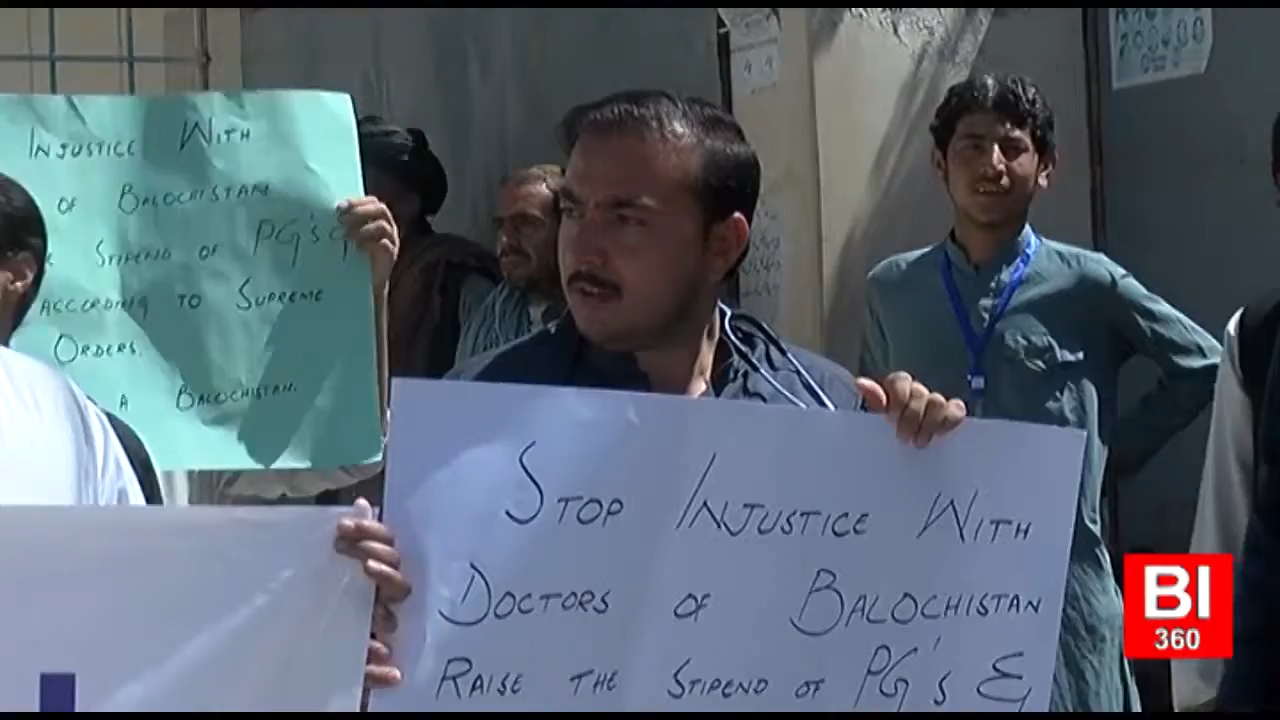 INJUSTICE WITH
OF BALOCHISTAN
STIPEND OF PG'S &
ACCORDING TO SUPREME
ORDERS.
A BALOCHISTAN.
STOP INJUSTICE WITH
DOCTORS OF BALOCHISTAN
RAISE THE STIPEND OF PG'S &
BI
360